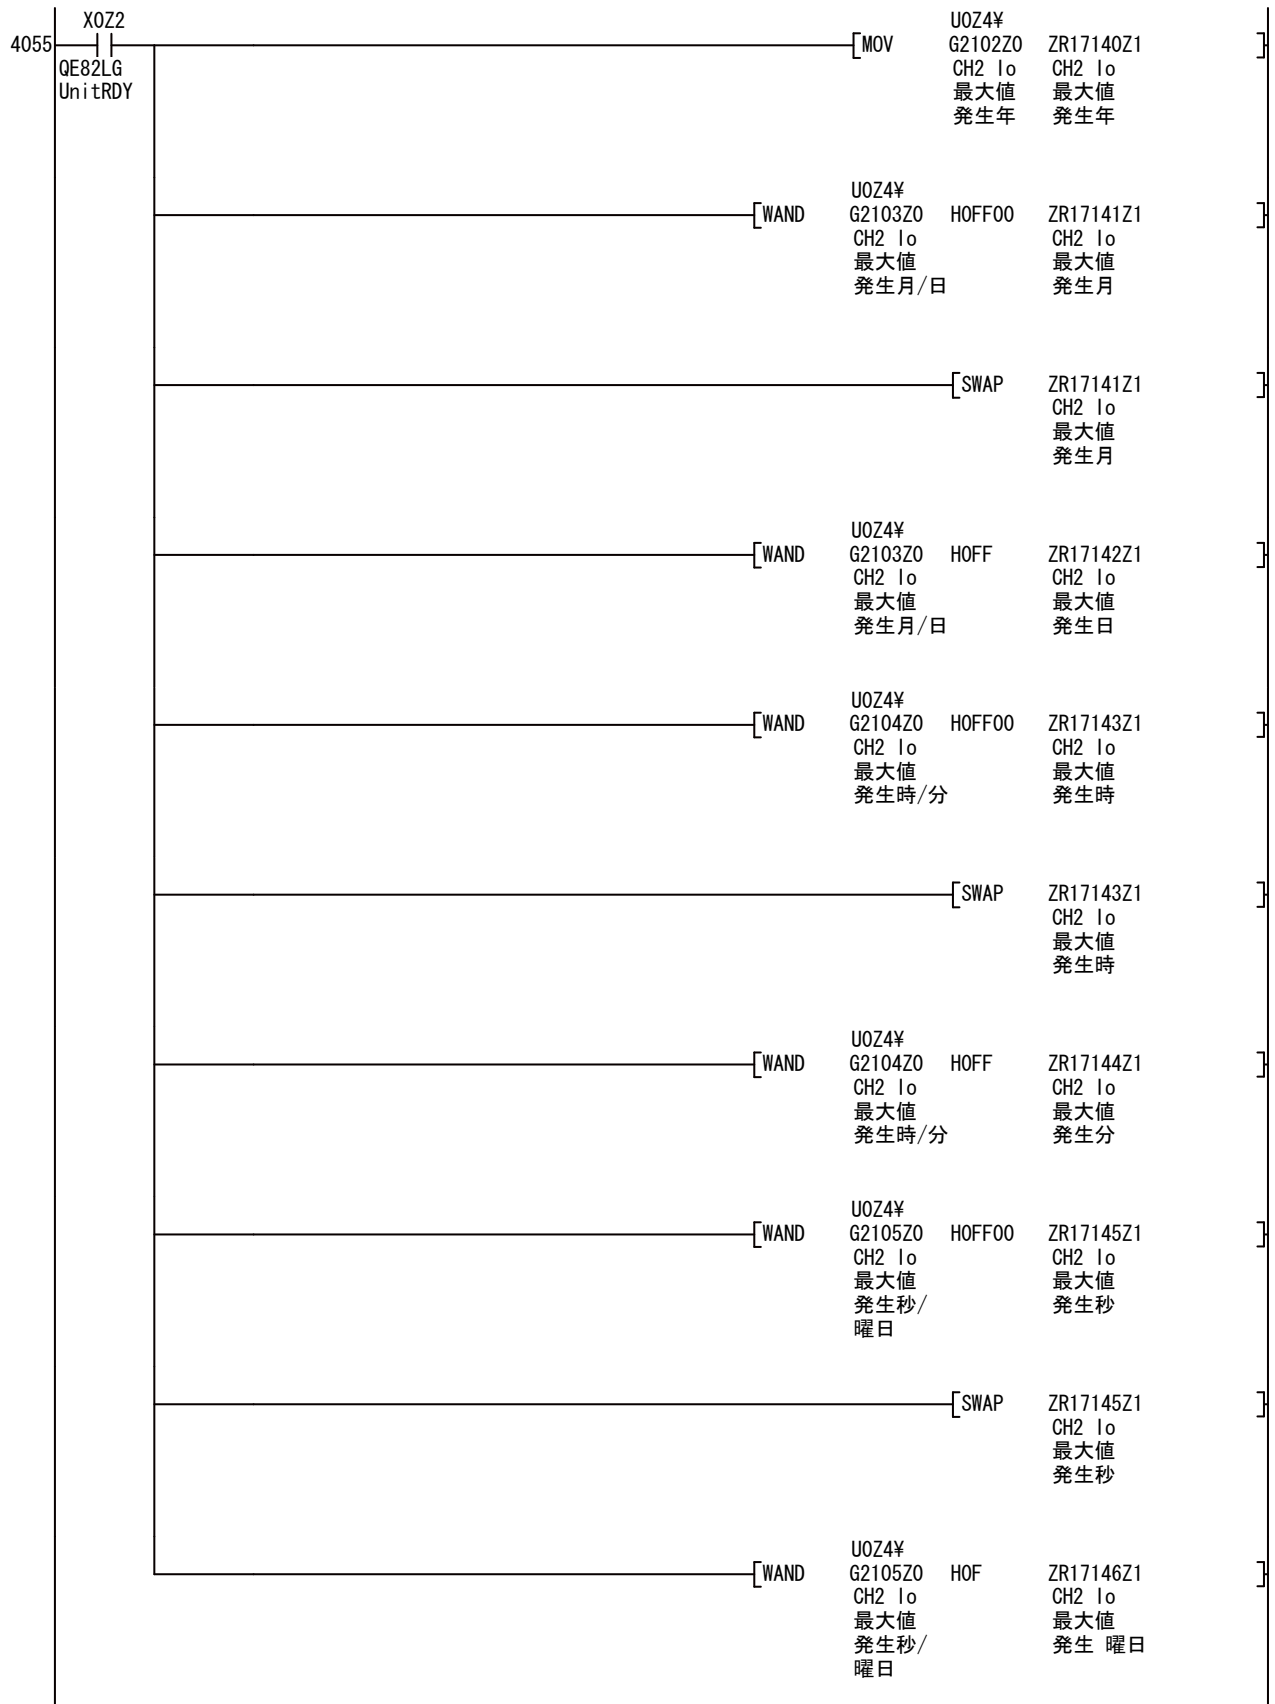 X0Z2
4055
QE82LG
UnitRDY
U0Z4¥
[MOV G2102Z0 ZR17140Z1 ]
CH2 Io CH2 Io
最大値 最大値
発生年 発生年
U0Z4¥
[WAND G2103Z0 H0FF00 ZR17141Z1 ]
CH2 Io CH2 Io
最大値 最大値
発生月/日 発生月
[SWAP ZR17141Z1 ]
CH2 Io
最大値
発生月
U0Z4¥
[WAND G2103Z0 H0FF ZR17142Z1 ]
CH2 Io CH2 Io
最大値 最大値
発生月/日 発生日
U0Z4¥
[WAND G2104Z0 H0FF00 ZR17143Z1 ]
CH2 Io CH2 Io
最大値 最大値
発生時/分 発生時
[SWAP ZR17143Z1 ]
CH2 Io
最大値
発生時
U0Z4¥
[WAND G2104Z0 H0FF ZR17144Z1 ]
CH2 Io CH2 Io
最大値 最大値
発生時/分 発生分
U0Z4¥
[WAND G2105Z0 H0FF00 ZR17145Z1 ]
CH2 Io CH2 Io
最大値 最大値
発生秒/ 発生秒
曜日
[SWAP ZR17145Z1 ]
CH2 Io
最大値
発生秒
U0Z4¥
[WAND G2105Z0 H0F ZR17146Z1 ]
CH2 Io CH2 Io
最大値 最大値
発生秒/ 発生 曜日
曜日